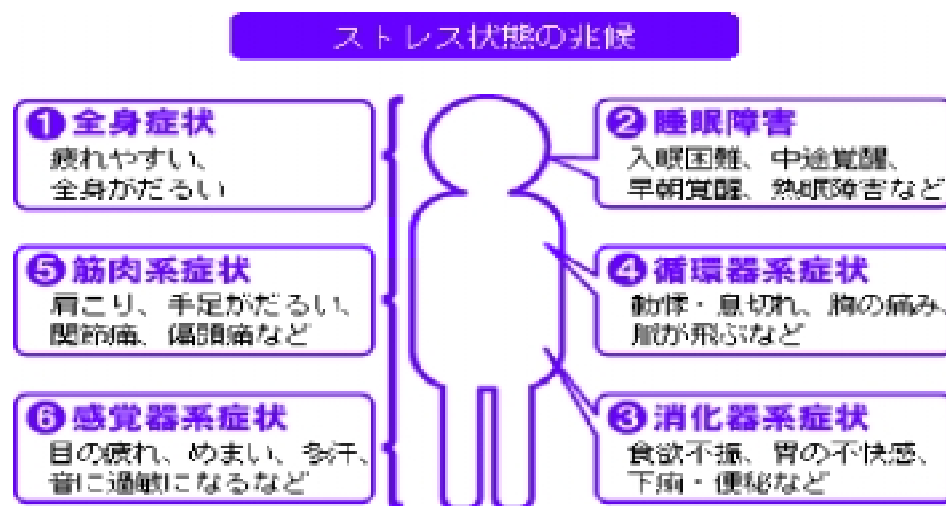 ストレス状態の兆候
❶全身症状
疲れやすい、
全身がだるい
❷睡眠障害
入眠困難、中途覚醒、
早朝覚醒、熟眠障害など
❺筋肉系症状
肩こり、手足がだるい、
関節痛、偏頭痛など
❹循環器系症状
動悸・息切れ、胸の痛み、
脈が飛ぶなど
❻感覚器系症状
目の疲れ、めまい、多汗、
音に過敏になるなど
❸消化器系症状
食欲不振、胃の不快感、
下痢・便秘など